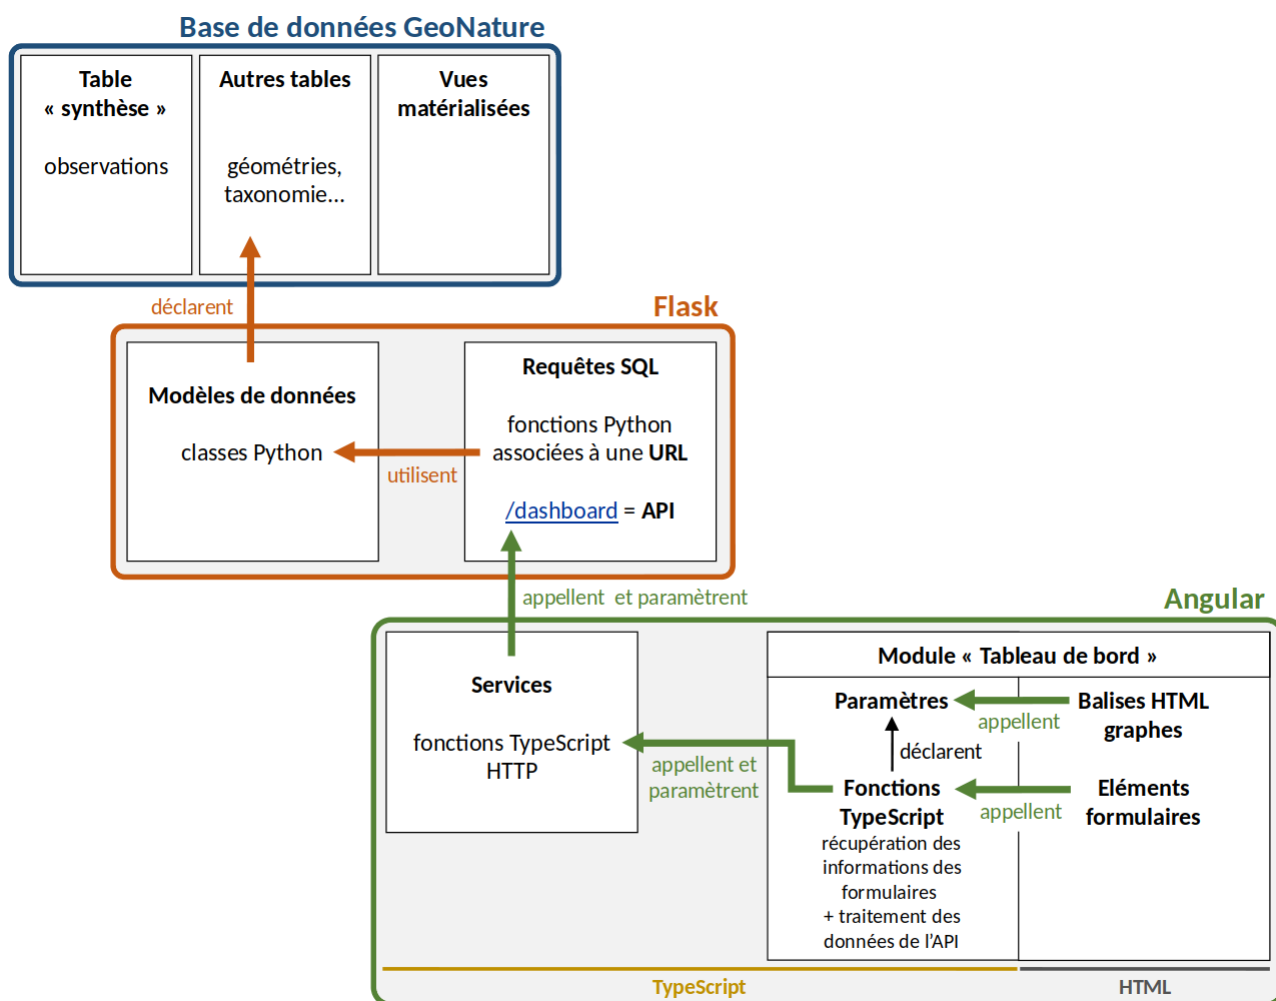 Base de données GeoNature
Table
« synthèse »
observations
Autres tables
géométries,
taxonomie...
Vues
matérialisées
déclarent
Flask
Modèles de données
classes Python
utilisent
Requêtes SQL
fonctions Python
associées à une URL
/dashboard = API
appellent et paramètrent
Angular
Services
fonctions TypeScript
HTTP
appellent et
paramètrent
Module « Tableau de bord »
Paramètres
déclarent
Fonctions
TypeScript
récupération des
informations des
formulaires
+ traitement des
données de l'API
appellent
Balises HTML
graphes
appellent
Eléments
formulaires
TypeScript
HTML